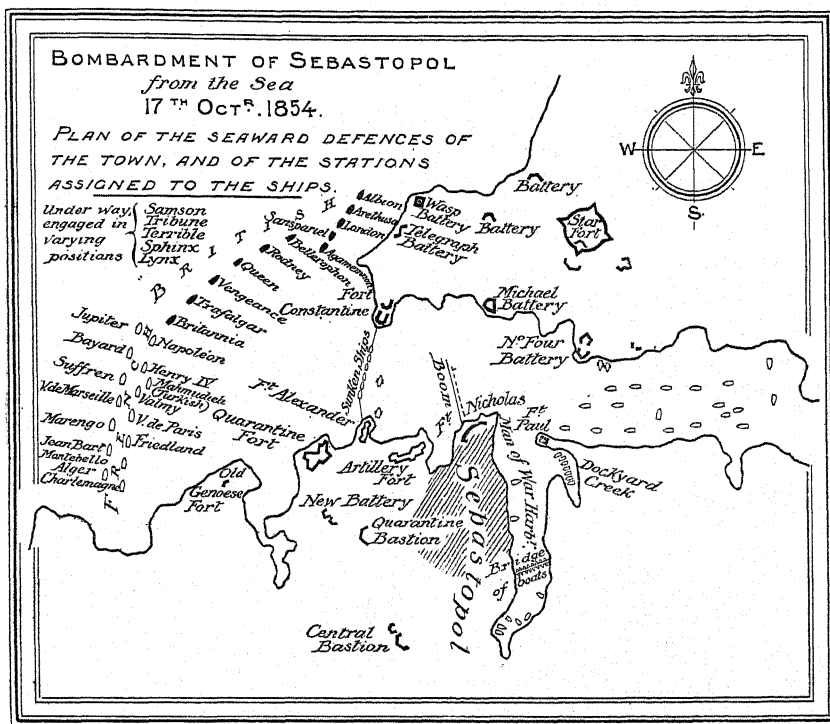 BOMBARDMENT OF SEBASTOPOL
from the Sea
17TH OCTR. 1854.
PLAN OF THE SEAWARD DEFENCES OF
THE TOWN, AND OF THE STATIONS
ASSIGNED TO THE SHIPS.
Under way,
engaged in
varying
positions
Samson
Tribune
Terrible
Sphinx
Lynx
BRITISH
Albion
Arethusa
London
Sanspareil
Agamemnon
Bellerophon
Rodney
Queen
Vengeance
Trafalgar
Britannia
Wasp
Battery
Telegraph
Battery
Battery
Battery
Star
Fort
W
E
S.
Fort
Constantine
Michael
Battery
No Four
Battery
Jupiter
Napoléon
Bayard
Henry IV
Suffren
Mahmudieh
(Turkish)
V. de Marseille
Valmy
Marengo
V. de Paris
Jean Bart
Friedland
Montebello
Alger
Charlemagne
Sunken Ships
Boom
Ft Alexander
Quarantine
Fort
Ft Nicholas
Ft
Paul
Artillery
Fort
Old
Genoese
Fort
New Battery
Quarantine
Bastion
Sebastopol
Man of War Harbr.
Dockyard
Creek
Bridge
of boats
Central
Bastion